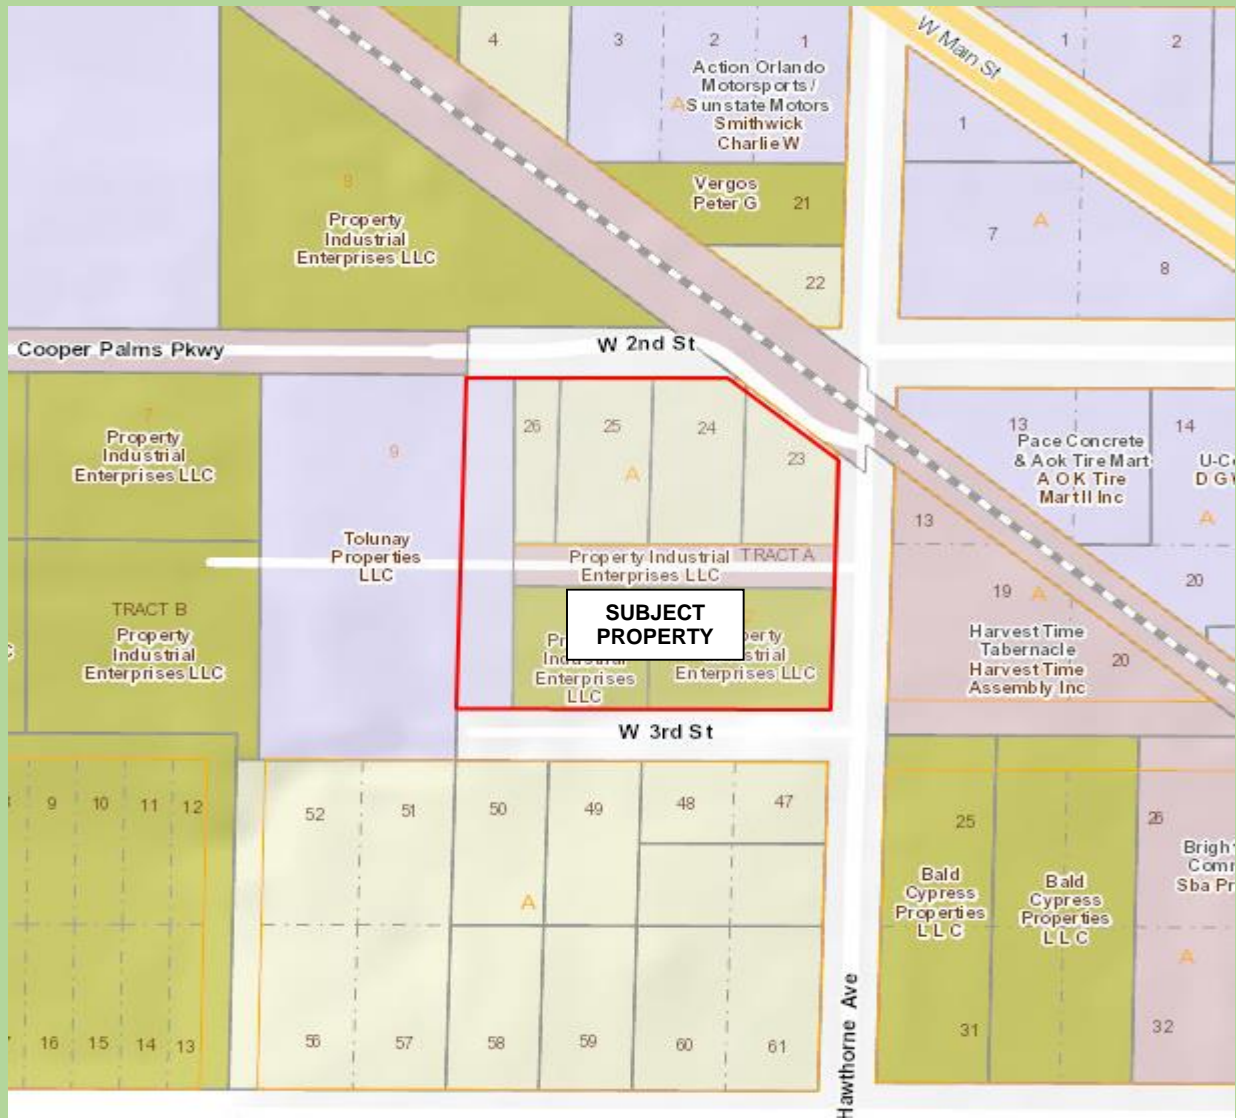 4
3
2
1
Action Orlando
Motorsports/
A Sunstate Motors
Smithwick
Charlie W
W Main St
1
2
1
9
Property
Industrial
Enterprises LLC
Vergos
Peter G
21
22
7
A
8
Cooper Palms Pkwy
W 2nd St
7
Property
Industrial
Enterprises LLC
9
Tolunay
Properties
LLC
26
25
24
23
A
13
Pace Concrete
& Aok Tire Mart
A O K Tire
Mart II Inc
14
A
13
Property Industrial
Enterprises LLC
TRACT A
SUBJECT
PROPERTY
Industrial
Enterprises
LLC
Enterprises LLC
19
A
20
20
Harvest Time
Tabernacle
Harvest Time
Assembly Inc
TRACT B
Property
Industrial
Enterprises LLC
W 3rd St
9
10
11
12
52
51
50
49
48
47
A
25
26
Bald
Cypress
Properties
L L C
Bald
Cypress
Properties
L L C
Sba
A
16
15
14
13
56
57
58
59
60
61
31
32
Hawthorne Ave